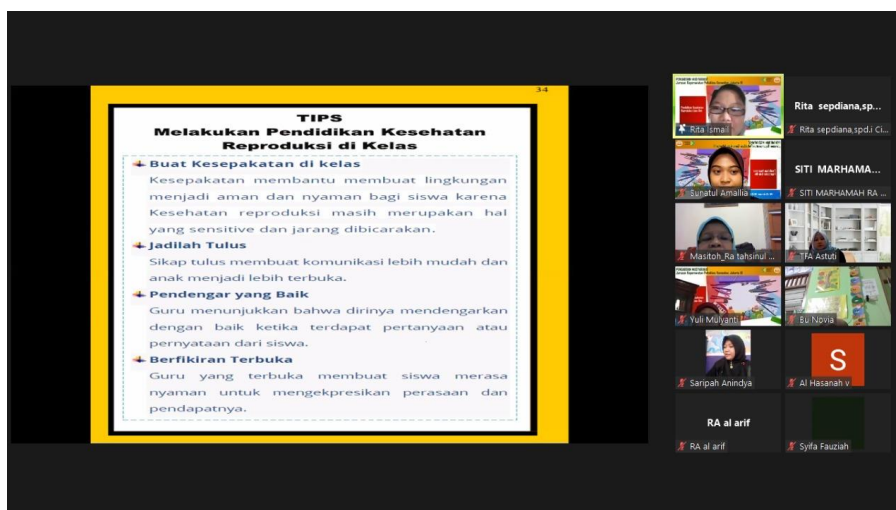 34
TIPS
Melakukan Pendidikan Kesehatan
Reproduksi di Kelas
Buat Kesepakatan di kelas
Kesepakatan membantu membuat lingkungan
menjadi aman dan nyaman bagi siswa karena
Kesehatan reproduksi masih merupakan hal
yang sensitive dan jarang dibicarakan.
Jadilah Tulus
Sikap tulus membuat komunikasi lebih mudah dan
anak menjadi lebih terbuka.
Pendengar yang Baik
Guru menunjukkan bahwa dirinya mendengarkan
dengan baik ketika terdapat pertanyaan atau
pernyataan dari siswa.
Berfikiran Terbuka
Guru yang terbuka membuat siswa merasa
nyaman untuk mengekpresikan perasaan dan
pendapatnya.
Rita Ismail
Rita sepdiana,sp...
Rita sepdiana,spd.i Ci...
Bunatul Amallia
SITI MARHAMA...
SITI MARHAMAH RA ...
Masitoh_Ra tahsinul ...
TFA Astuti
Yuli Mulyanti
Bu Novia
Saripah Anindya
S
Al Hasanah v
RA al arif
RA al arif
Syifa Fauziah